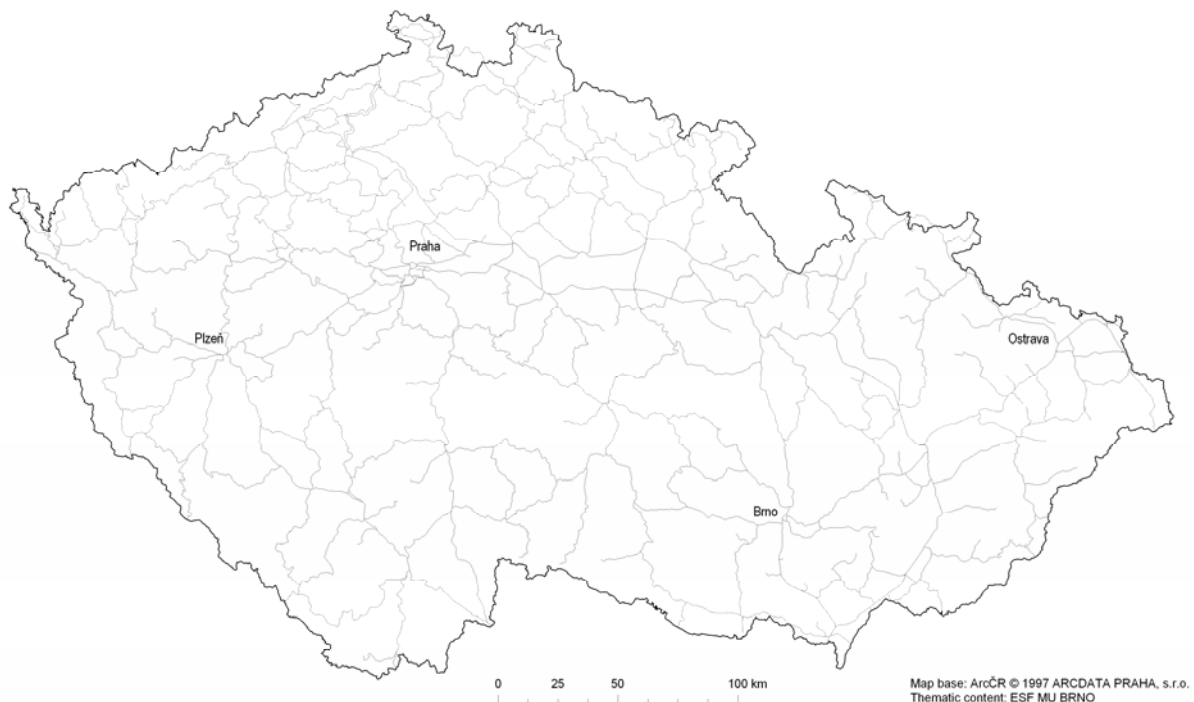 Praha
Plzeň
Ostrava
Brno
0 25 50 100 km
Map base: ArcČR © 1997 ARCDATA PRAHA, s.r.o.
Thematic content: ESF MU BRNO